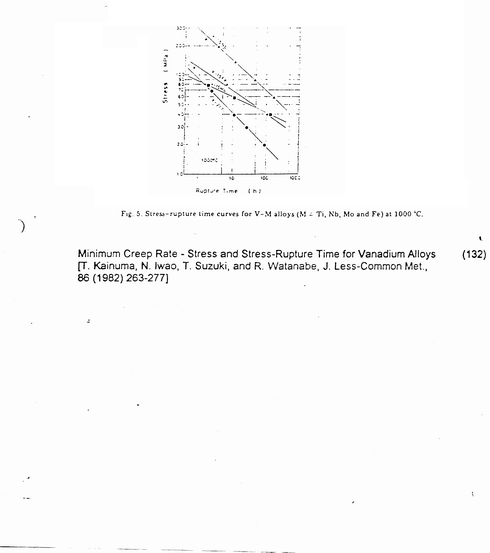 300
200
100
90
80
70
60
50
40
30
20
10
Stress (MPa)
1000°C
1 10 100 1000
Rupture Time (h)
Fig. 5. Stress-rupture time curves for V-M alloys (M = Ti, Nb, Mo and Fe) at 1000 °C.
Minimum Creep Rate - Stress and Stress-Rupture Time for Vanadium Alloys (132)
[T. Kainuma, N. Iwao, T. Suzuki, and R. Watanabe, J. Less-Common Met.,
86 (1982) 263-277]